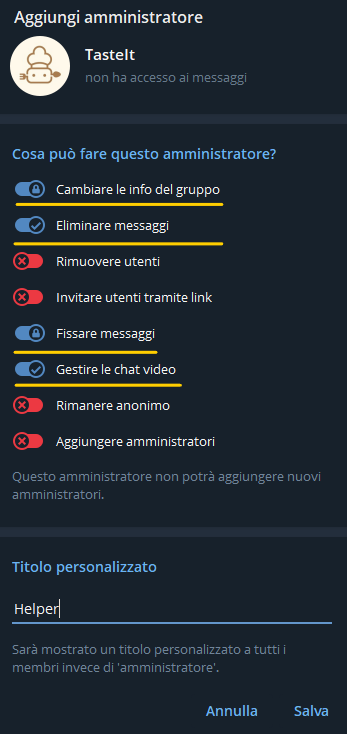 Aggiungi amministratore
TasteIt
non ha accesso ai messaggi
Cosa può fare questo amministratore?
Cambiare le info del gruppo
Eliminare messaggi
Rimuovere utenti
Invitare utenti tramite link
Fissare messaggi
Gestire le chat video
Rimanere anonimo
Aggiungere amministratori
Questo amministratore non potrà aggiungere nuovi
amministratori.
Titolo personalizzato
Helper
Sarà mostrato un titolo personalizzato a tutti i
membri invece di 'amministratore'.
Annulla Salva